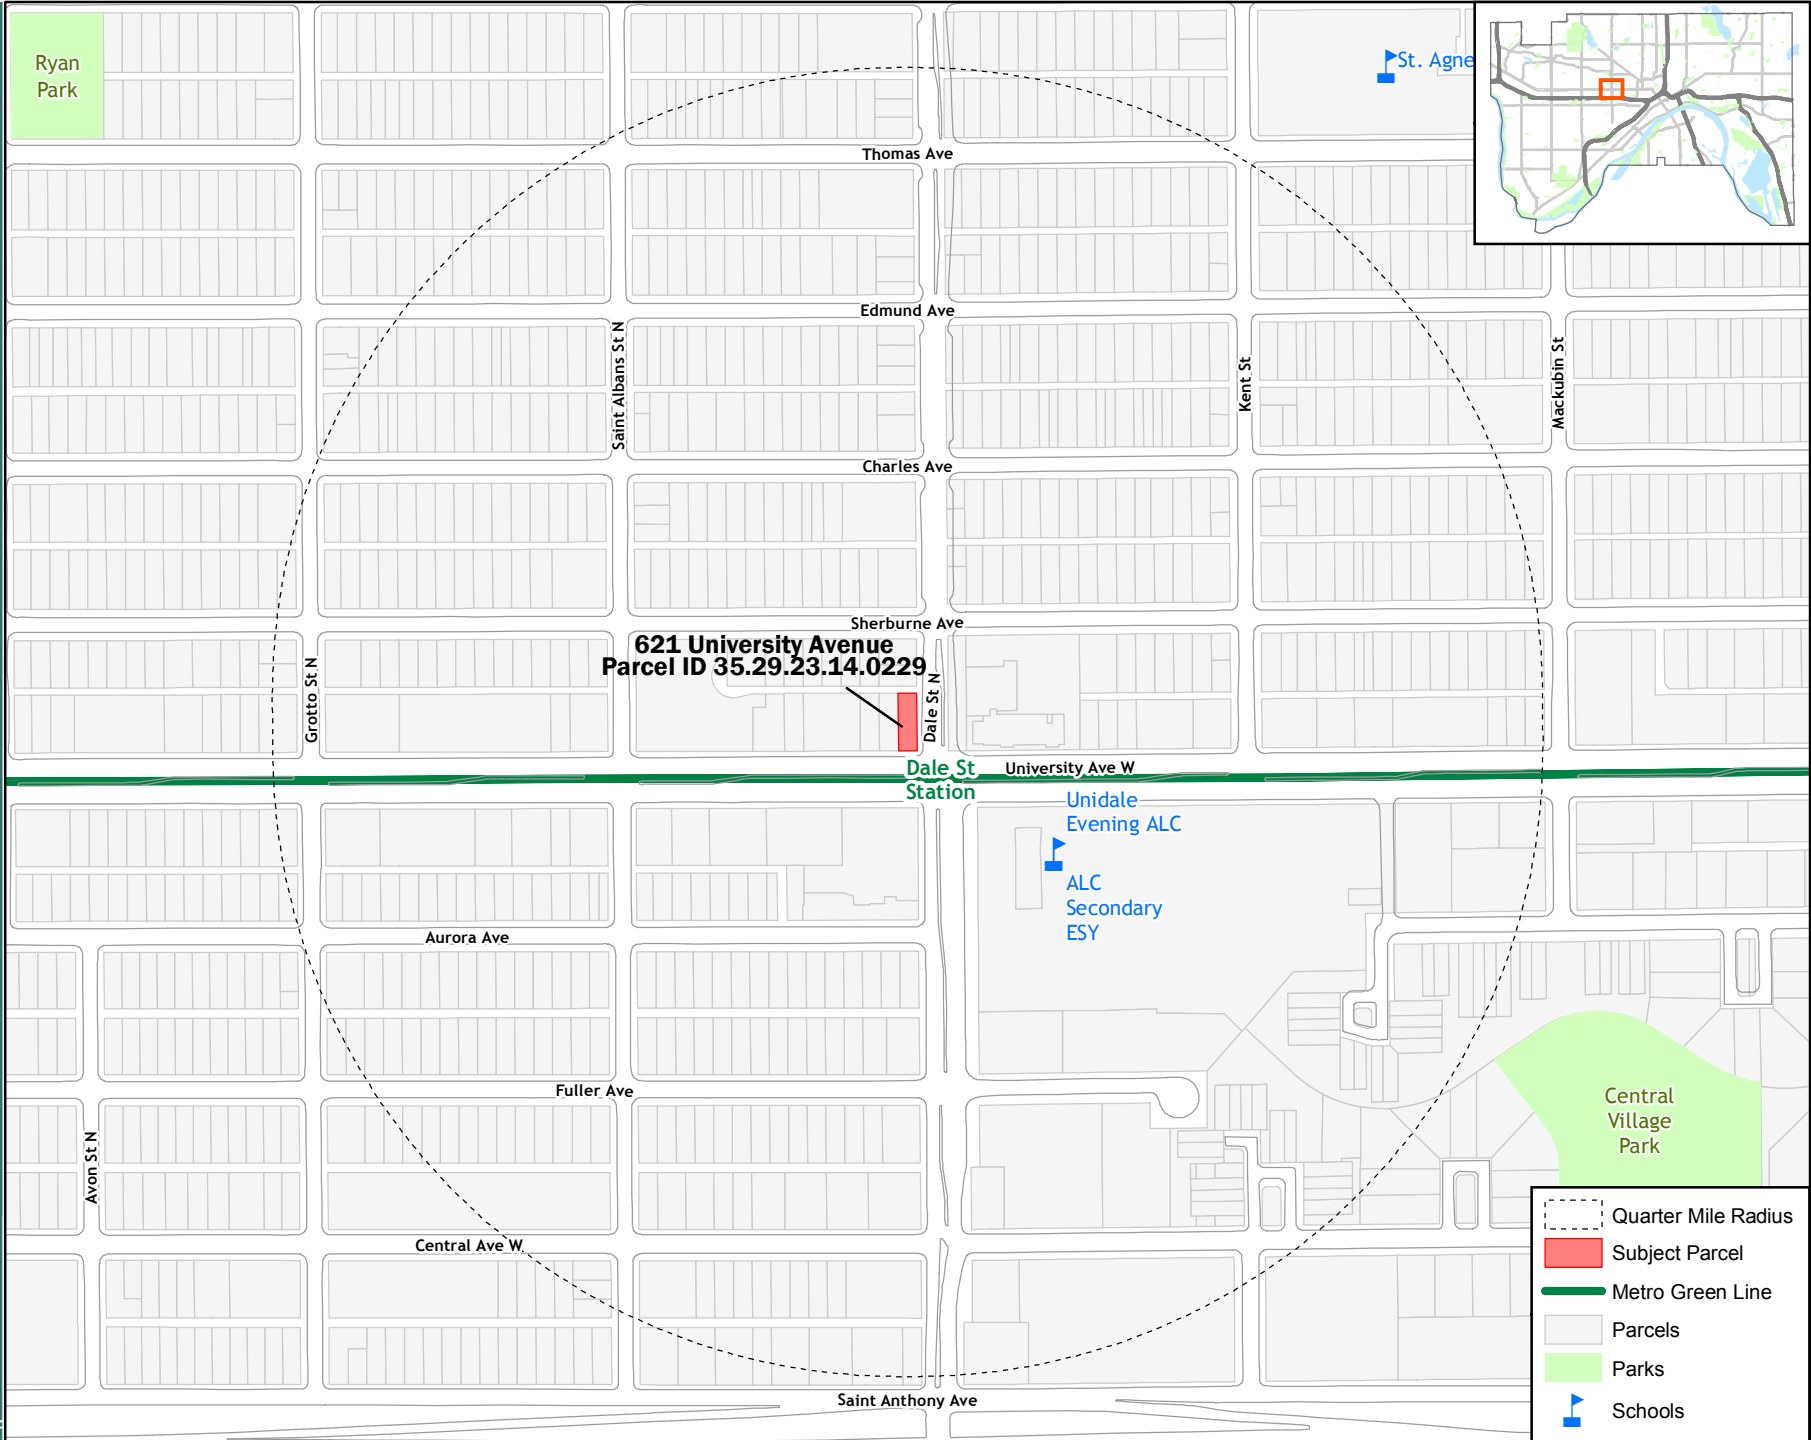 Ryan
Park
St. Agne
Thomas Ave
Edmund Ave
Saint Albans St N
Kent St
Mackubin St
Charles Ave
Sherburne Ave
621 University Avenue
Parcel ID 35.29.23.14.0229
Grotto St N
Dale St N
Dale St
Station
University Ave W
Unidale
Evening ALC
ALC
Secondary
ESY
Aurora Ave
Fuller Ave
Avon St N
Central
Village
Park
Central Ave W
Saint Anthony Ave
Quarter Mile Radius
Subject Parcel
Metro Green Line
Parcels
Parks
Schools